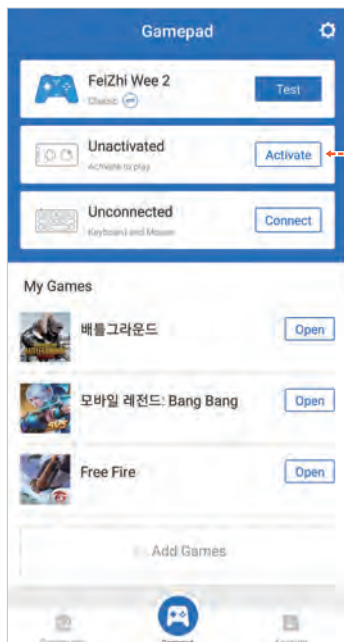 Gamepad
FeiZhi Wee 2
Test
Classic
Unactivated
Activate to play
Activate
Unconnected
Keyboard and Mouse
Connect
My Games
배틀그라운드
Open
모바일 레전드: Bang Bang
Open
Free Fire
Open
Add Games